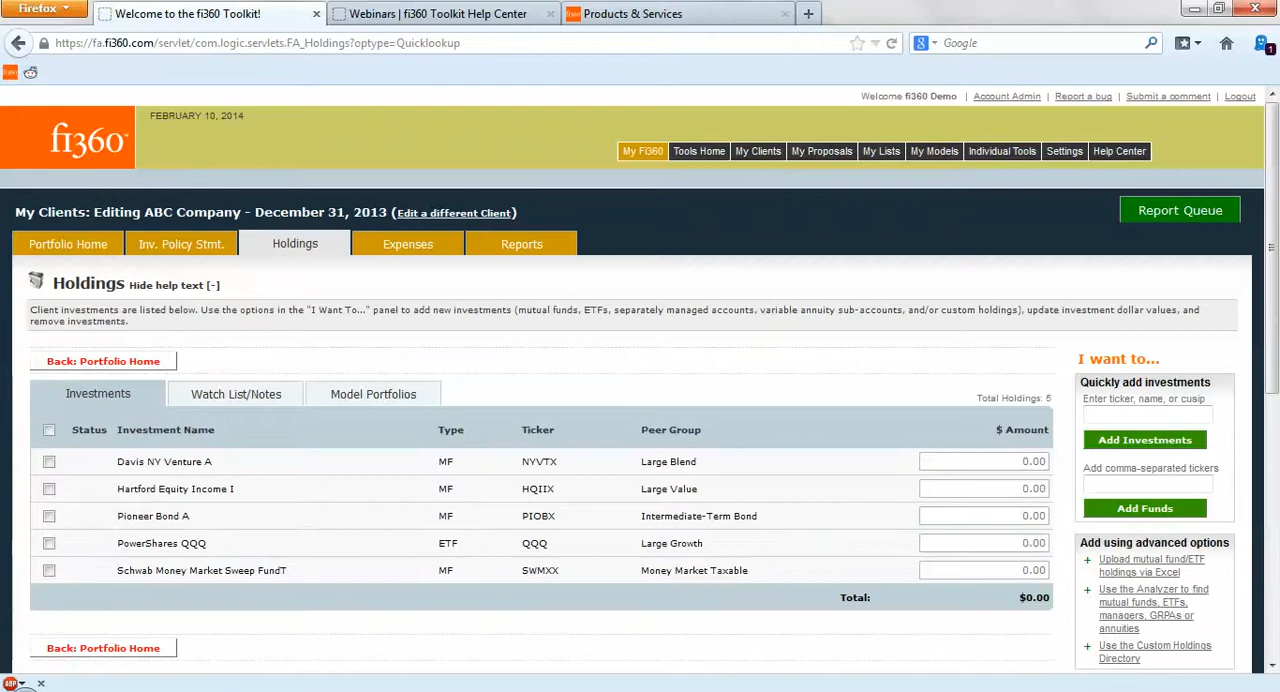 Firefox
Welcome to the fi360 Toolkit!
Webinars | fi360 Toolkit Help Center
fi360
Products & Services
https://fa.fi360.com/servlet/com.logic.servlets.FA_Holdings?optype=Quicklookup
Google
1
fi360
Welcome fi360 Demo | Account Admin | Report a bug | Submit a comment | Logout
fi360
FEBRUARY 10, 2014
My Fi360 Tools Home My Clients My Proposals My Lists My Models Individual Tools Settings Help Center
My Clients: Editing ABC Company - December 31, 2013 (Edit a different Client)
Report Queue
Portfolio Home Inv. Policy Stmt. Holdings Expenses Reports
Holdings Hide help text [-]
Client investments are listed below. Use the options in the "I Want To..." panel to add new investments (mutual funds, ETFs, separately managed accounts, variable annuity sub-accounts, and/or custom holdings), update investment dollar values, and
remove investments.
Back: Portfolio Home
I want to...
Investments Watch List/Notes Model Portfolios
Total Holdings: 5
Status Investment Name Type Ticker Peer Group $ Amount
Davis NY Venture A MF NYVTX Large Blend 0.00
Hartford Equity Income I MF HQIIX Large Value 0.00
Pioneer Bond A MF PIOBX Intermediate-Term Bond 0.00
PowerShares QQQ ETF QQQ Large Growth 0.00
Schwab Money Market Sweep FundT MF SWMXX Money Market Taxable 0.00
Total: $0.00
Back: Portfolio Home
Quickly add investments
Enter ticker, name, or cusip
Add Investments
Add comma-separated tickers
Add Funds
Add using advanced options
+ Upload mutual fund/ETF
holdings via Excel
+ Use the Analyzer to find
mutual funds, ETFs,
managers, GRPAs or
annuities
+ Use the Custom Holdings
Directory
ABP